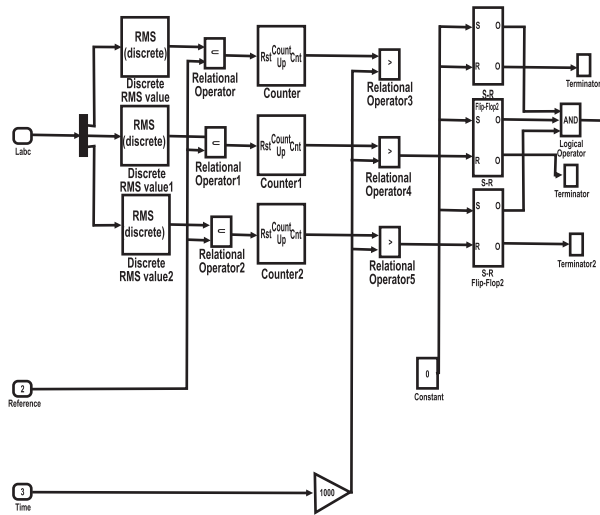 RMS
(discrete)
Discrete
RMS value
Relational
Operator
Rst
Count
Up
Cnt
Counter
>
Relational
Operator3
S
O
R
O
S-R
Flip-Flop2
Terminator
Labc
RMS
(discrete)
Discrete
RMS value1
Relational
Operator1
Rst
Count
Up
Cnt
Counter1
>
Relational
Operator4
S
O
R
O
S-R
AND
Logical
Operator
Terminator
RMS
discrete)
Discrete
RMS value2
Relational
Operator2
Rst
Count
Up
Cnt
Counter2
>
Relational
Operator5
S
O
R
O
S-R
Flip-Flop2
Terminator2
2
Reference
0
Constant
3
Time
1000